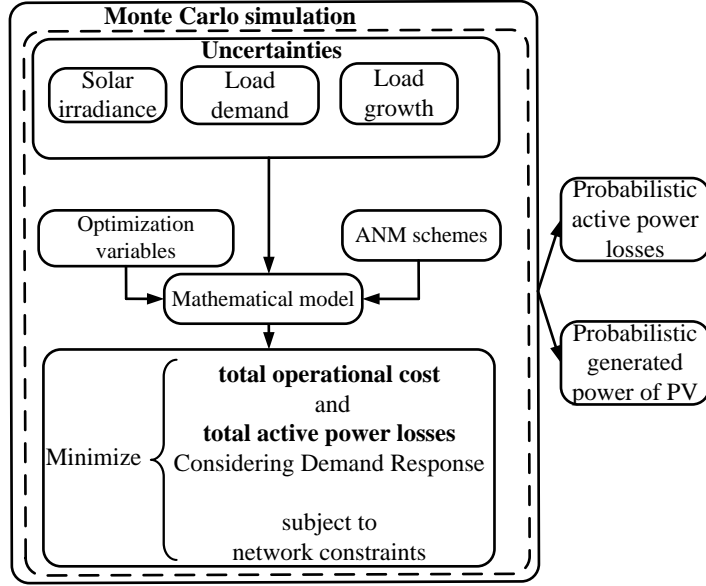 Monte Carlo simulation
Uncertainties
Solar
irradiance
Load
demand
Load
growth
Optimization
variables
ANM schemes
Mathematical model
Minimize
total operational cost
and
total active power losses
Considering Demand Response
subject to
network constraints
Probabilistic
active power
losses
Probabilistic
generated
power of PV